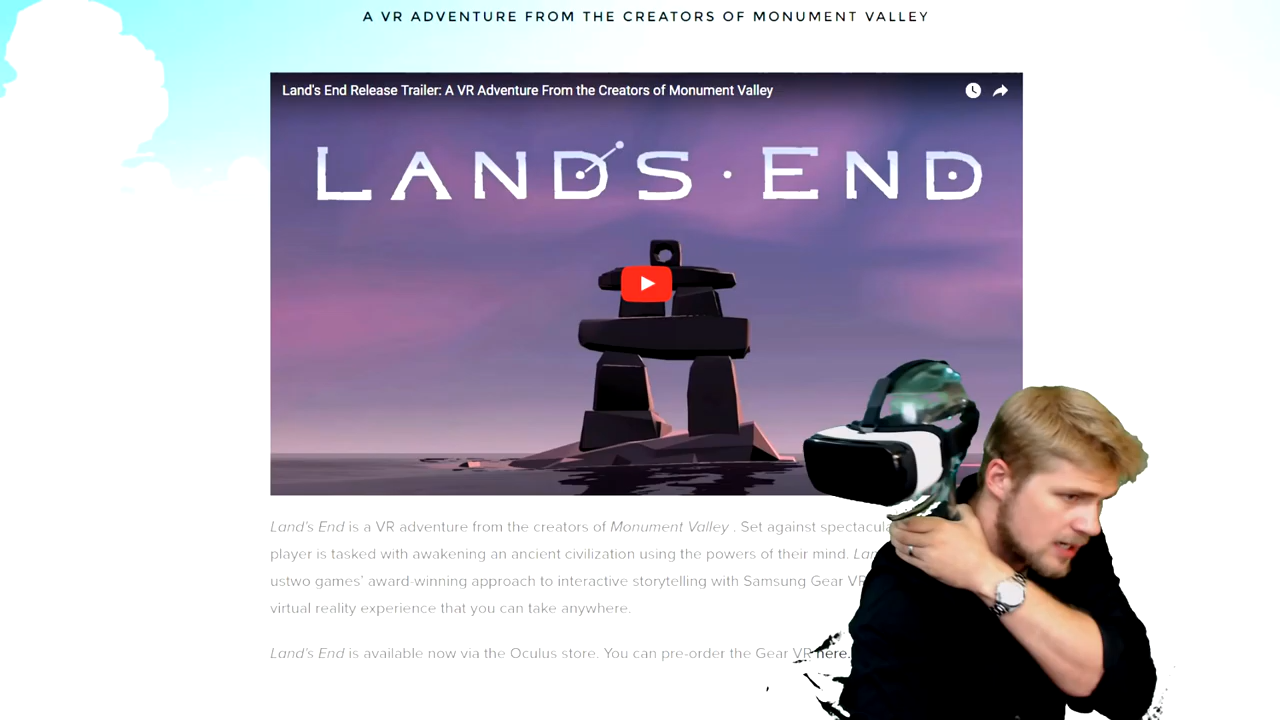 A VR ADVENTURE FROM THE CREATORS OF MONUMENT VALLEY
Land's End Release Trailer: A VR Adventure From the Creators of Monument Valley
LAND'S · END
Land's End is a VR adventure from the creators of Monument Valley . Set against
player is tasked with awakening an ancient civilization using the powers of their mind.
ustwo games' award-winning approach to interactive storytelling with Samsung Gear VR
virtual reality experience that you can take anywhere.
Land's End is available now via the Oculus store. You can pre-order the Gear VR here.